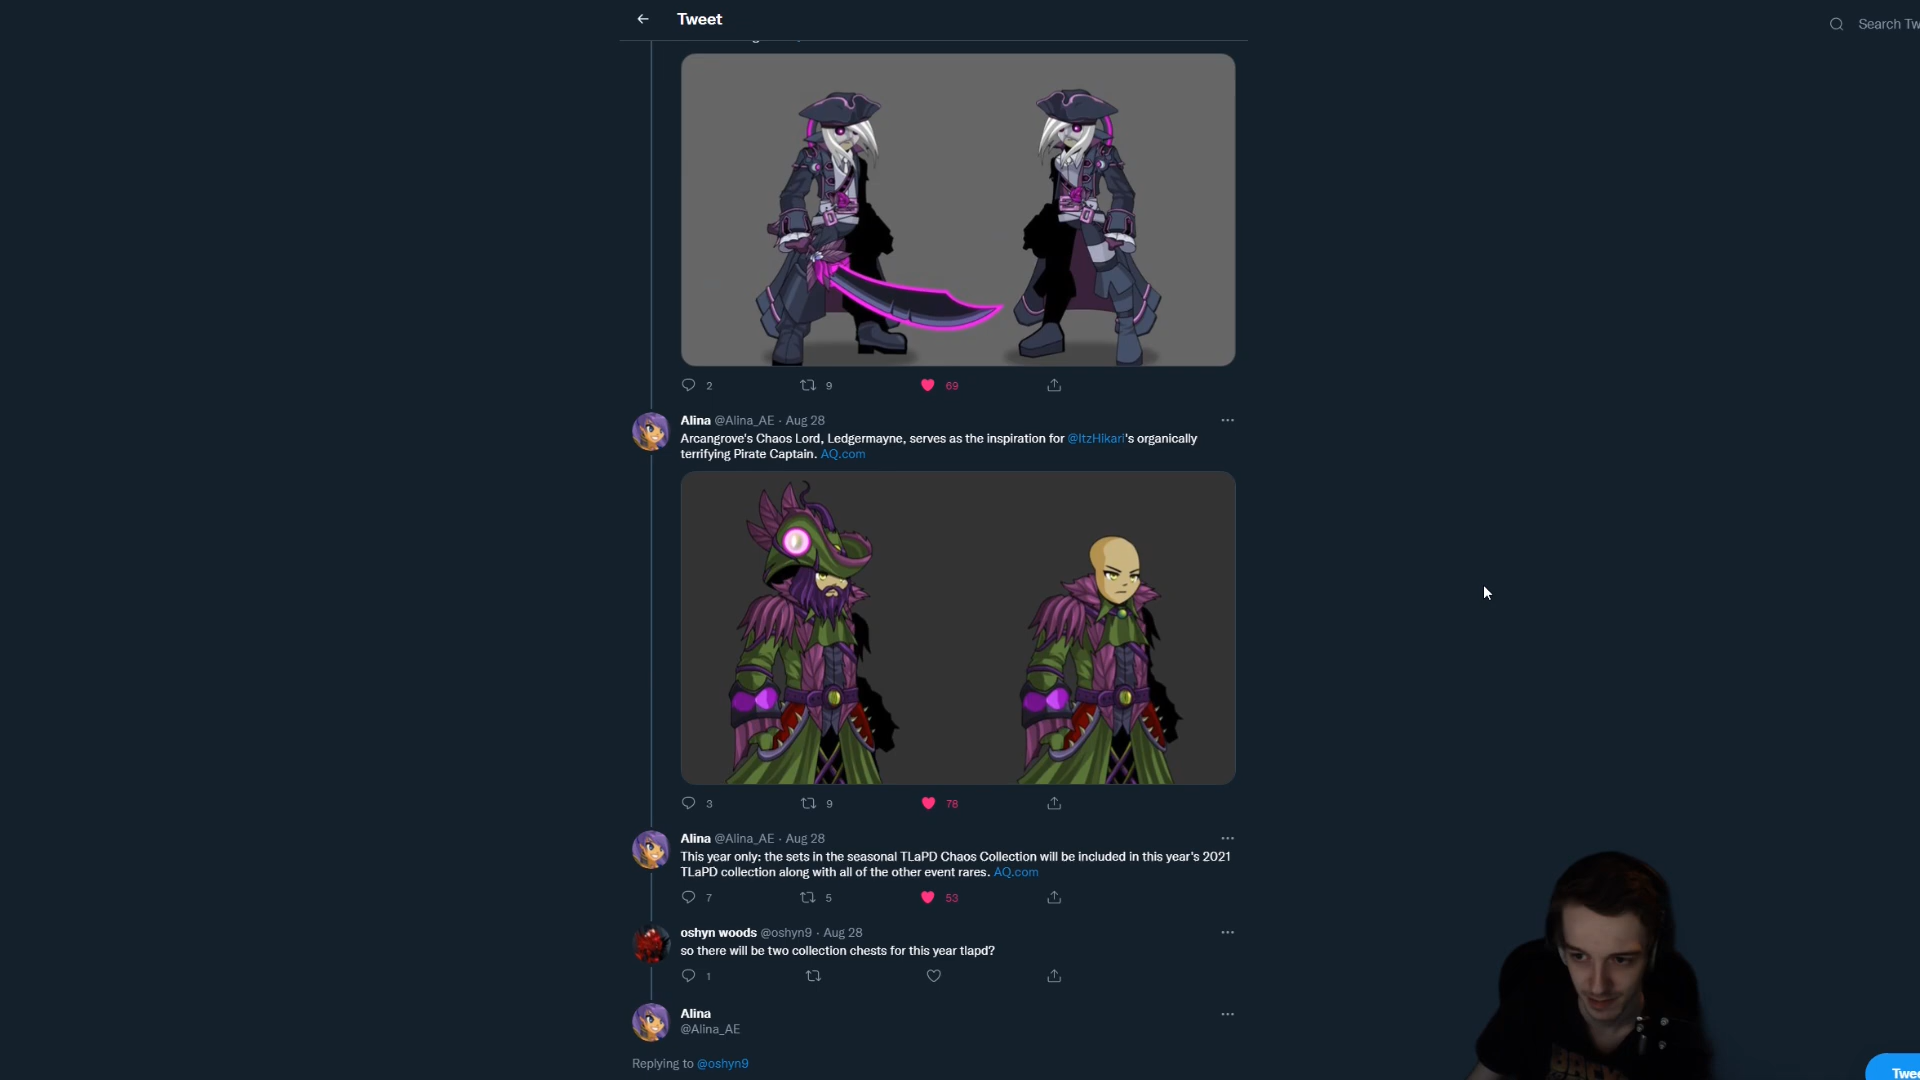 Tweet
Search Tw
2
9
69
Alina @Alina_AE · Aug 28
Arcangrove's Chaos Lord, Ledgermayne, serves as the inspiration for @ItzHikari's organically
terrifying Pirate Captain. AQ.com
3
9
78
Alina @Alina_AE · Aug 28
This year only: the sets in the seasonal TLaPD Chaos Collection will be included in this year's 2021
TLaPD collection along with all of the other event rares. AQ.com
7
5
53
oshyn woods @oshyn9 · Aug 28
so there will be two collection chests for this year tlapd?
1
Alina
@Alina_AE
Replying to @oshyn9
Twee